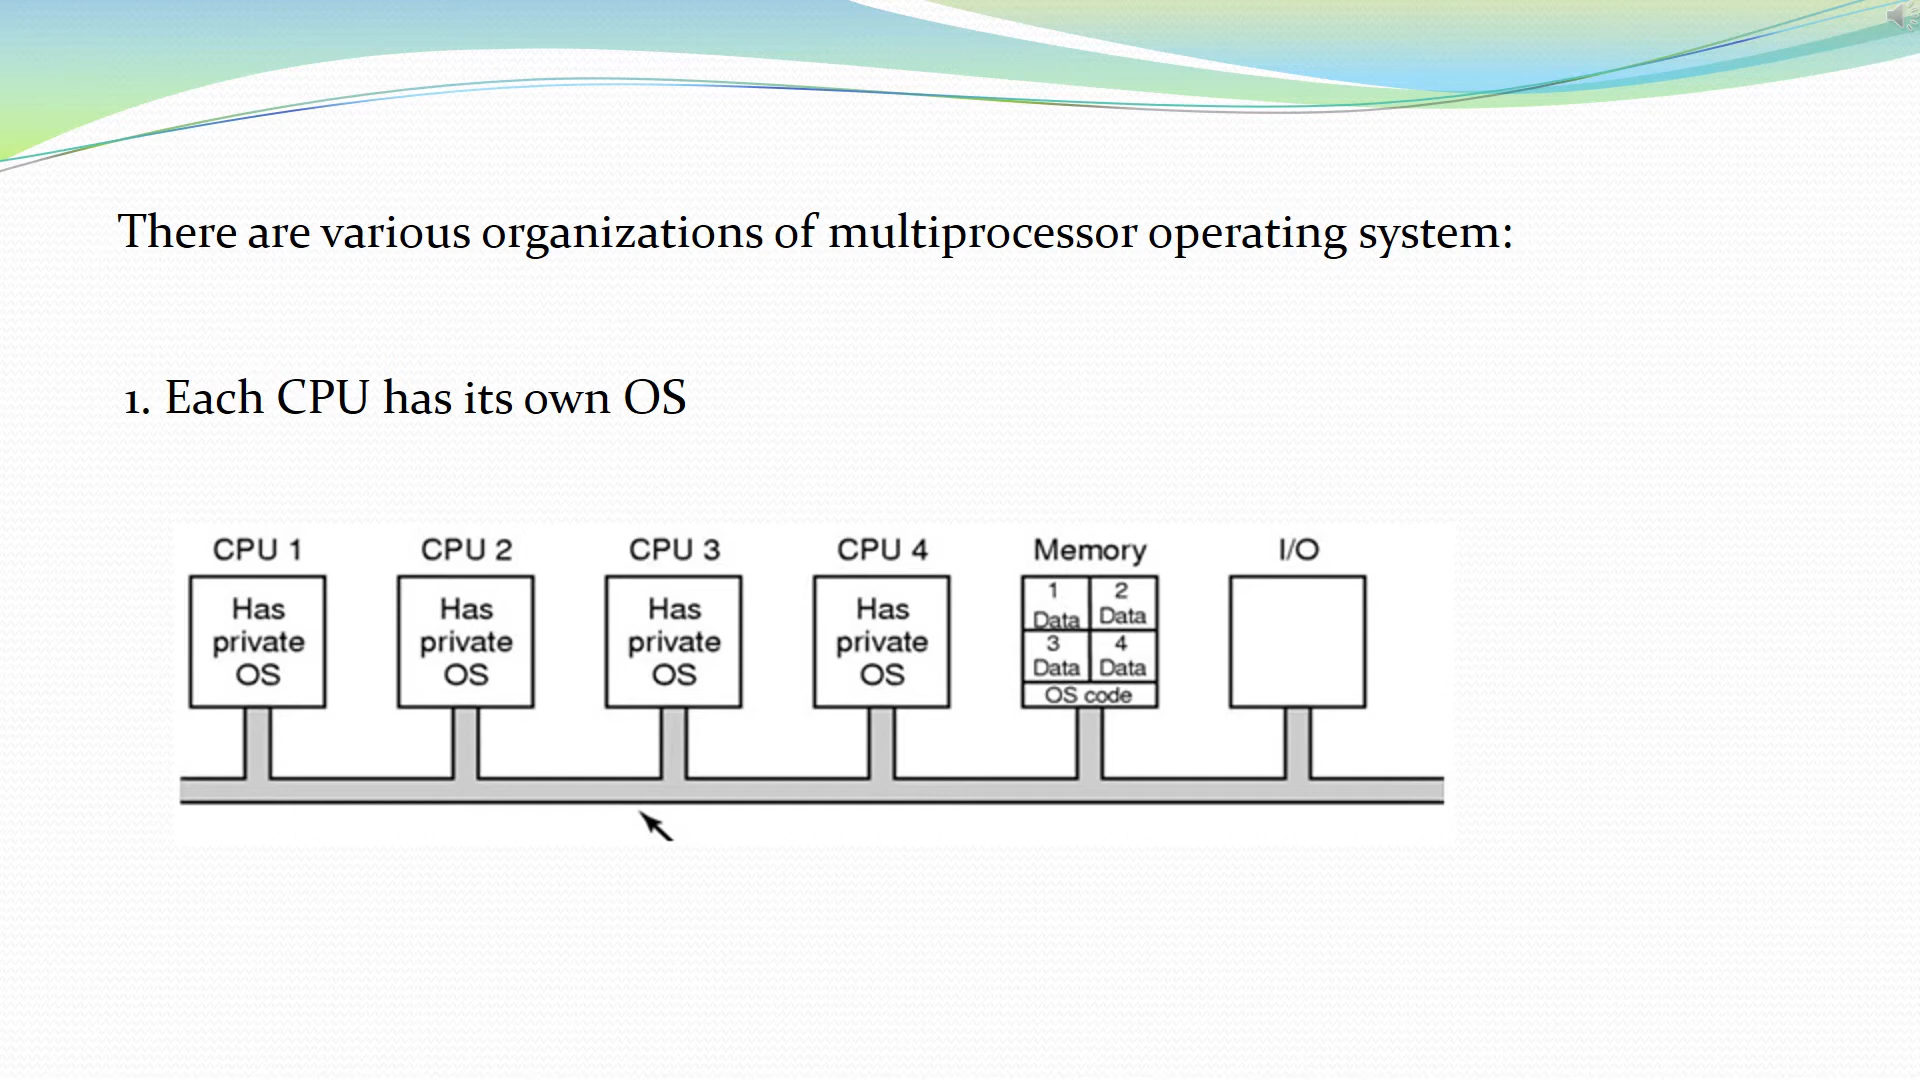 There are various organizations of multiprocessor operating system:
1. Each CPU has its own OS
CPU 1 CPU 2 CPU 3 CPU 4 Memory I/O
Has private OS
Has private OS
Has private OS
Has private OS
1 Data
2 Data
3 Data
4 Data
OS code